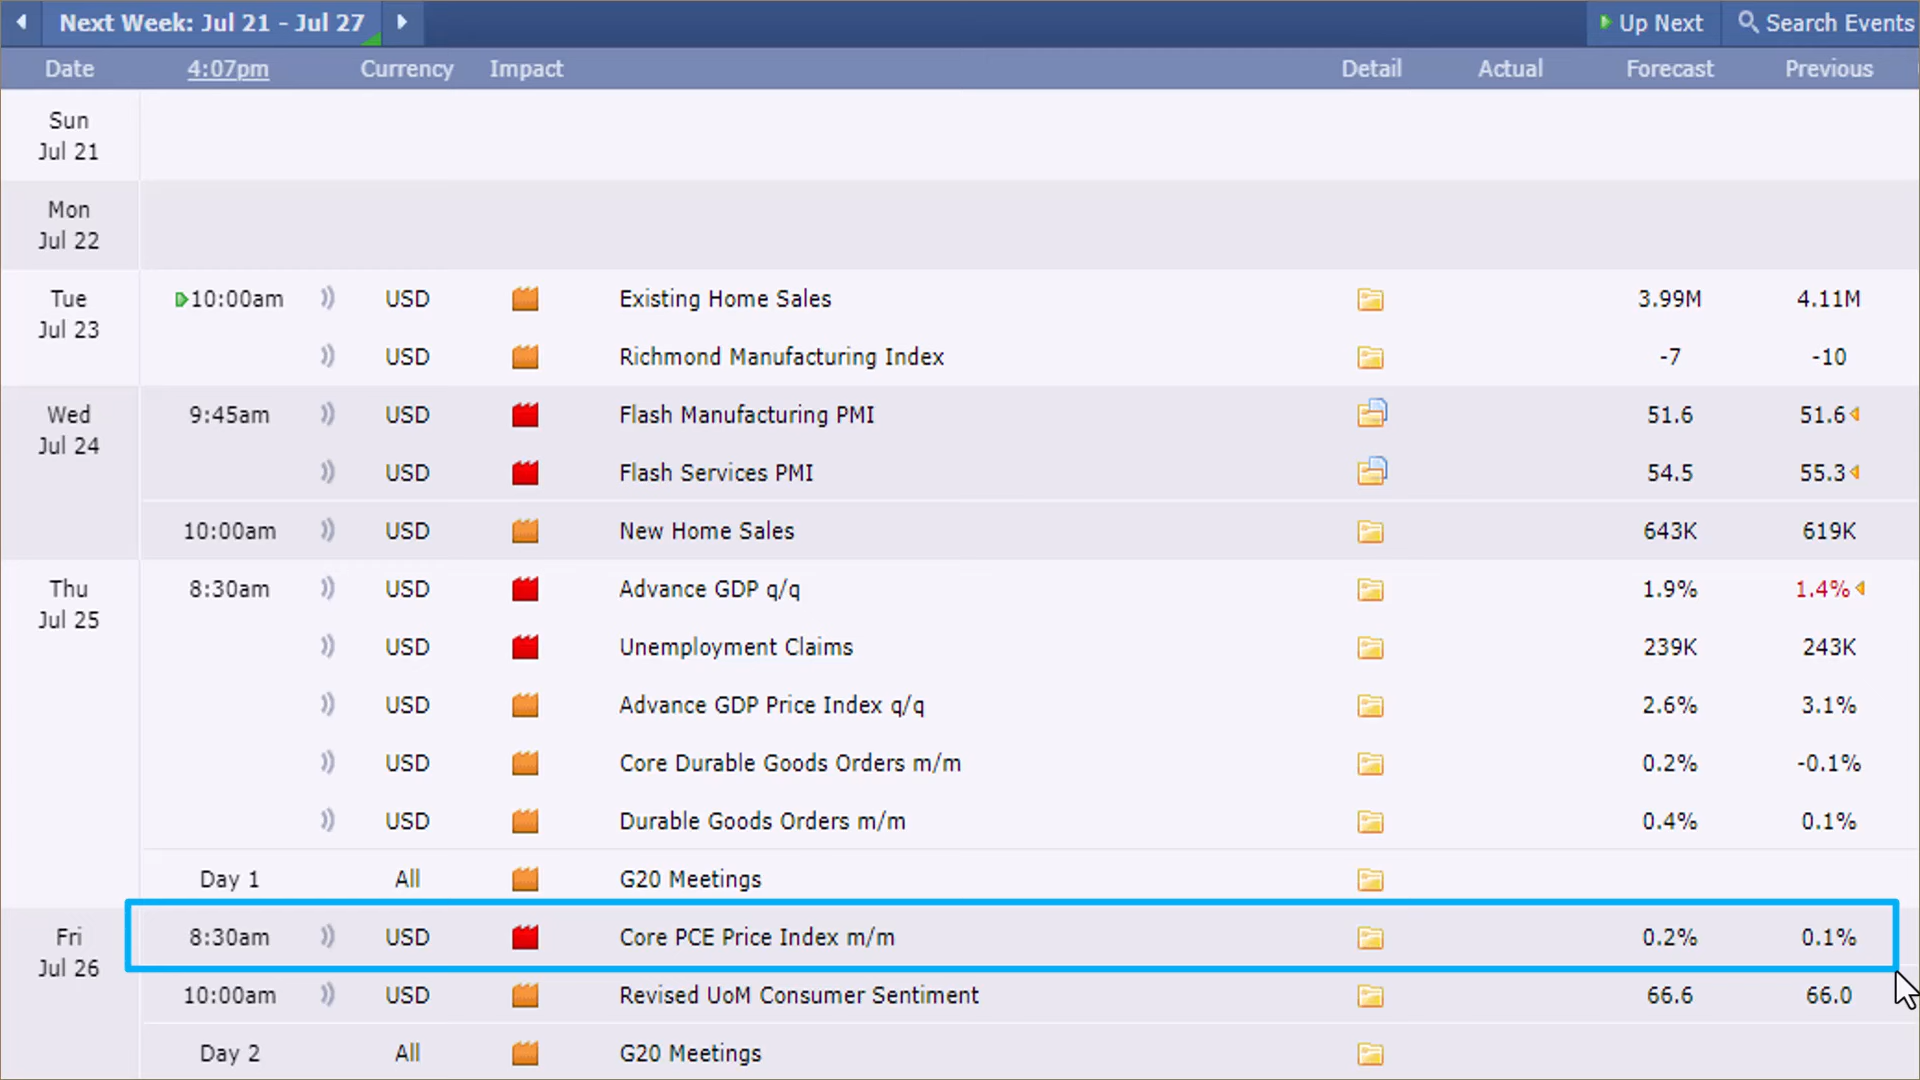 Next Week: Jul 21 - Jul 27 Up Next Search Events
Date 4:07pm Currency Impact Detail Actual Forecast Previous
Sun
Jul 21
Mon
Jul 22
Tue
Jul 23
10:00am USD Existing Home Sales 3.99M 4.11M
USD Richmond Manufacturing Index -7 -10
Wed
Jul 24
9:45am USD Flash Manufacturing PMI 51.6 51.6
USD Flash Services PMI 54.5 55.3
10:00am USD New Home Sales 643K 619K
Thu
Jul 25
8:30am USD Advance GDP q/q 1.9% 1.4%
USD Unemployment Claims 239K 243K
USD Advance GDP Price Index q/q 2.6% 3.1%
USD Core Durable Goods Orders m/m 0.2% -0.1%
USD Durable Goods Orders m/m 0.4% 0.1%
Day 1 All G20 Meetings
Fri
Jul 26
8:30am USD Core PCE Price Index m/m 0.2% 0.1%
10:00am USD Revised UoM Consumer Sentiment 66.6 66.0
Day 2 All G20 Meetings